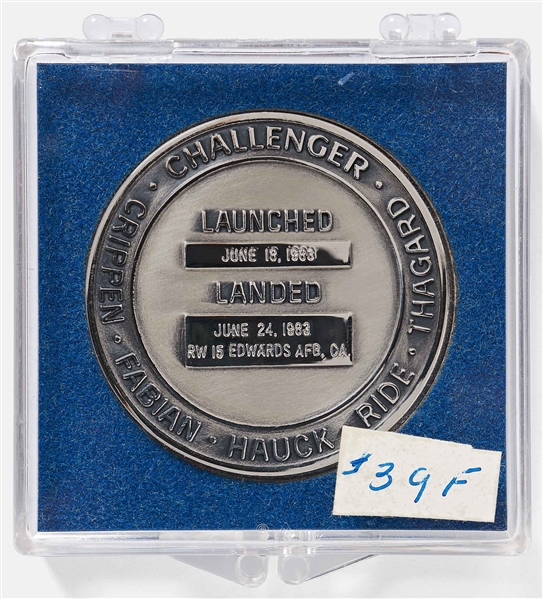 CHALLENGER · THAGARD · RIDE · HAUCK · FABIAN · CRIPPEN ·
LAUNCHED
JUNE 18, 1983
LANDED
JUNE 24, 1983
RW 15 EDWARDS AFB, CA
39F